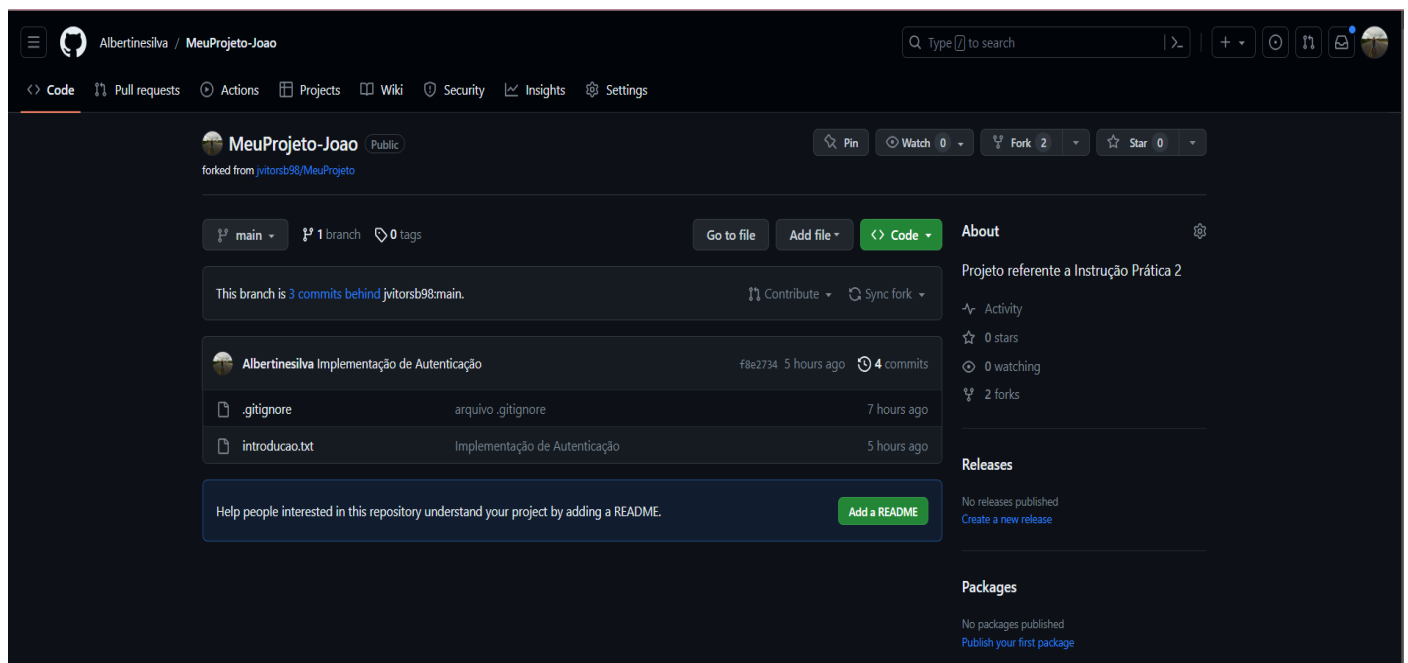 Albertinesilva / MeuProjeto-Joao
Type / to search
Code Pull requests Actions Projects Wiki Security Insights Settings
MeuProjeto-Joao Public
Pin Watch 0 Fork 2 Star 0
forked from jvitorsb98/MeuProjeto
main 1 branch 0 tags
Go to file Add file Code
This branch is 3 commits behind jvitorsb98:main.
Contribute Sync fork
Albertinesilva Implementação de Autenticação f8e2734 5 hours ago 4 commits
.gitignore arquivo .gitignore 7 hours ago
introducao.txt Implementação de Autenticação 5 hours ago
Help people interested in this repository understand your project by adding a README.
Add a README
About
Projeto referente a Instrução Prática 2
Activity
0 stars
0 watching
2 forks
Releases
No releases published
Create a new release
Packages
No packages published
Publish your first package